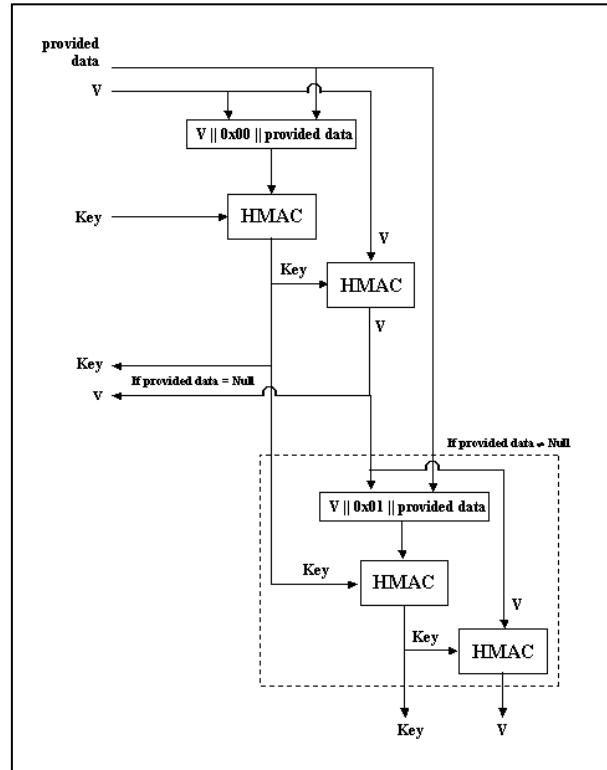 provided
data
V
V || 0x00 || provided data
Key
HMAC
V
Key
HMAC
V
Key
If provided data = Null
V
If provided data ≠ Null
V || 0x01 || provided data
Key
HMAC
V
Key
HMAC
Key
V